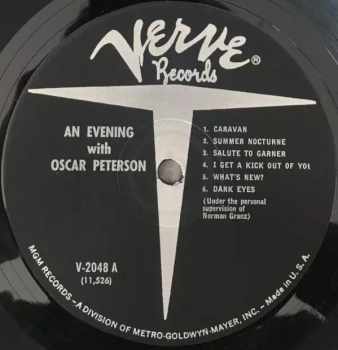 Verve®
Records
AN EVENING
with
OSCAR PETERSON
1. CARAVAN
2. SUMMER NOCTURNE
3. SALUTE TO GARNER
4. I GET A KICK OUT OF YOU
5. WHAT'S NEW?
6. DARK EYES
(Under the personal
supervision of
Norman Granz)
V-2048 A
(11,526)
MGM RECORDS – A DIVISION OF METRO-GOLDWYN-MAYER, INC. – Made in U.S.A.